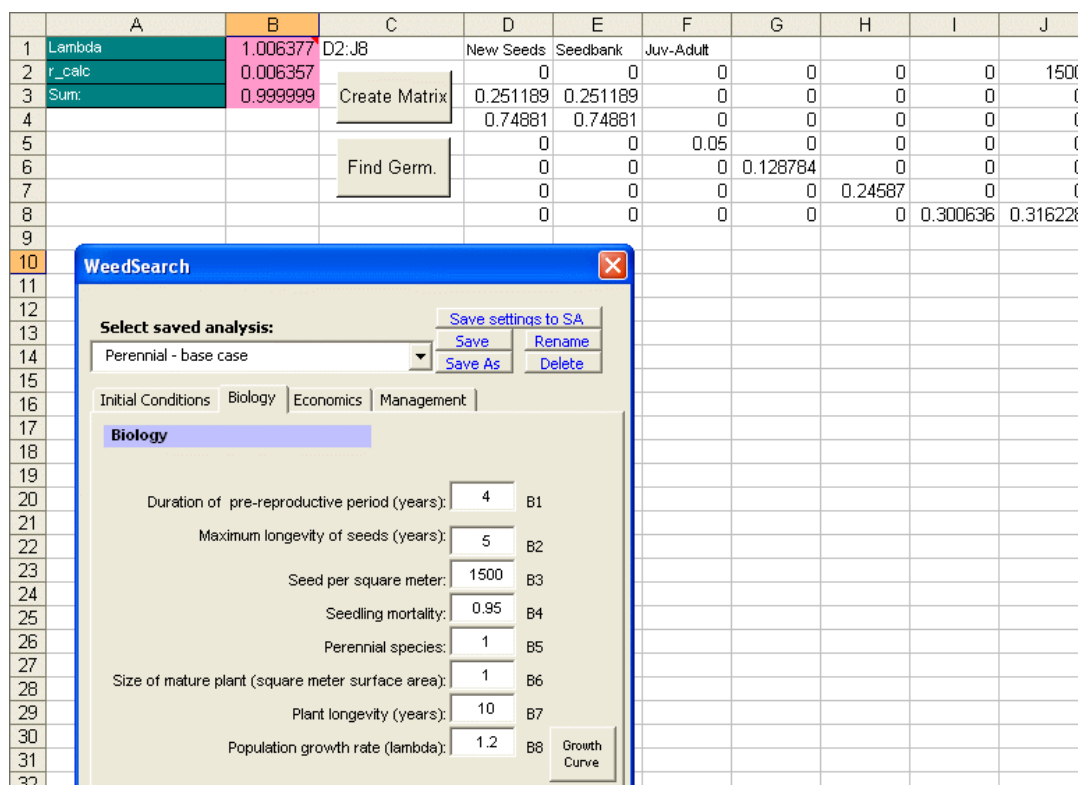 A B C D E F G H I J
1 Lambda 1.006377 D2:J8 New Seeds Seedbank Juv-Adult
2 r_calc 0.006357 0 0 0 0 0 0 1500
3 Sum: 0.999999 Create Matrix 0.251189 0.251189 0 0 0 0 0
4 0.74881 0.74881 0 0 0 0 0
5 0 0 0.05 0 0 0 0
6 Find Germ. 0 0 0 0.128784 0 0 0
7 0 0 0 0 0.24587 0 0
8 0 0 0 0 0 0.300636 0.316228
9
10 WeedSearch
11
12 Save settings to SA
13 Select saved analysis: Save Rename
14 Perennial - base case Save As Delete
15
16 Initial Conditions Biology Economics Management
17
18 Biology
19
20 Duration of pre-reproductive period (years): 4 B1
21
22 Maximum longevity of seeds (years): 5 B2
23
24 Seed per square meter: 1500 B3
25 Seedling mortality: 0.95 B4
26 Perennial species: 1 B5
27
28 Size of mature plant (square meter surface area): 1 B6
29 Plant longevity (years): 10 B7
30 Population growth rate (lambda): 1.2 B8 Growth
31 Curve
32